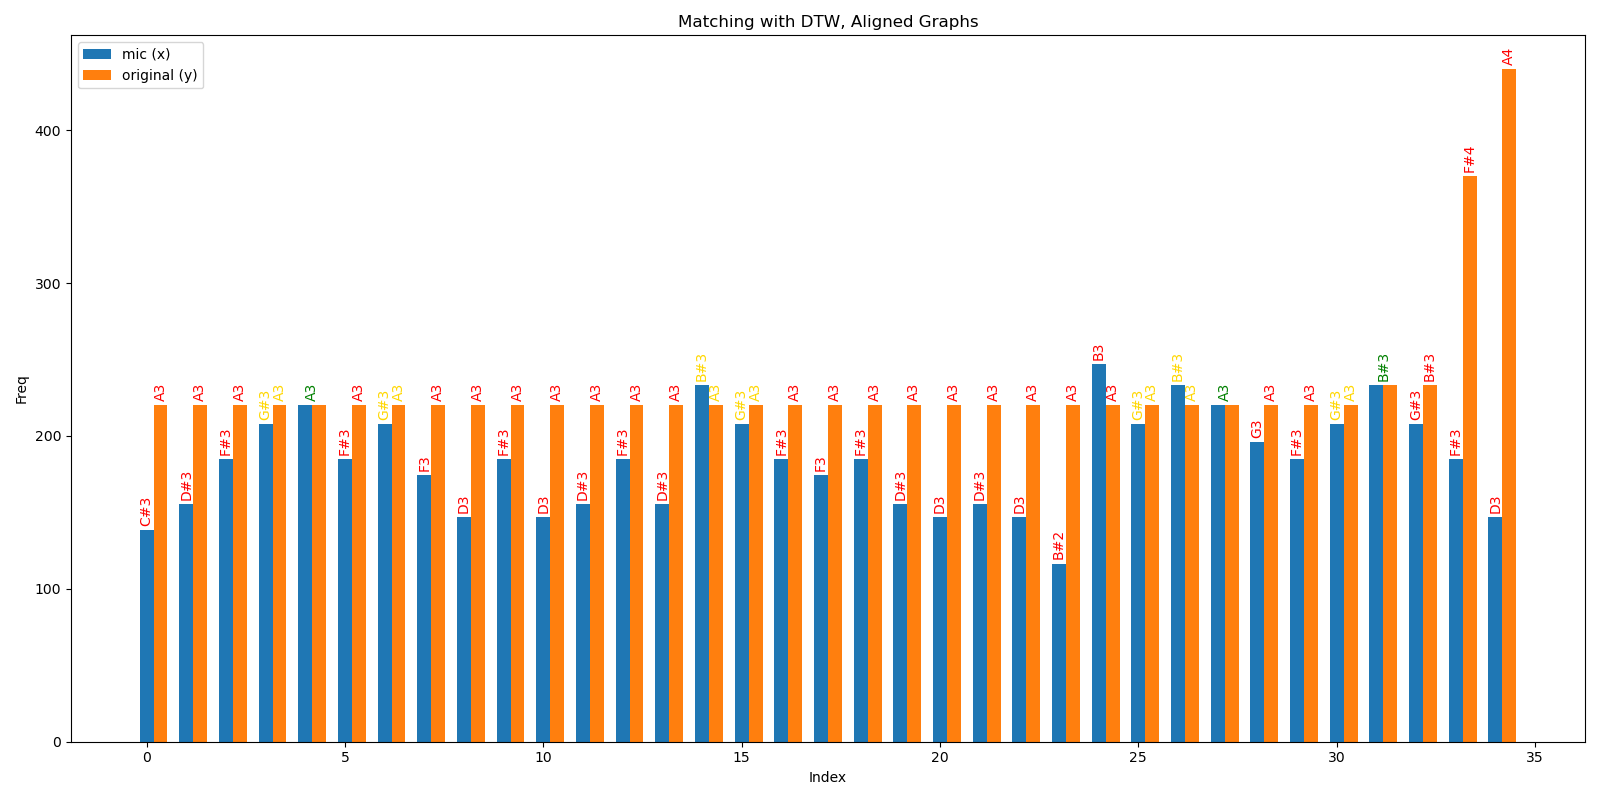 Matching with DTW, Aligned Graphs
mic (x)
original (y)
Freq
400
300
200
100
0
C#3 A3 D#3 A3 F#3 A3 G#3 A3 A3 F#3 A3 G#3 A3 F3 A3 D3 A3 F#3 A3 D3 A3 D#3 A3 F#3 A3 D#3 A3 B#3 A3 G#3 A3 F#3 A3 F3 A3 F#3 A3 D#3 A3 D3 A3 D#3 A3 D3 A3 B#2 A3 B3 A3 G#3 A3 B#3 A3 A3 G3 A3 F#3 A3 G#3 A3 B#3 G#3 B#3 F#3 F#4 D3 A4
0 5 10 15 20 25 30 35
Index